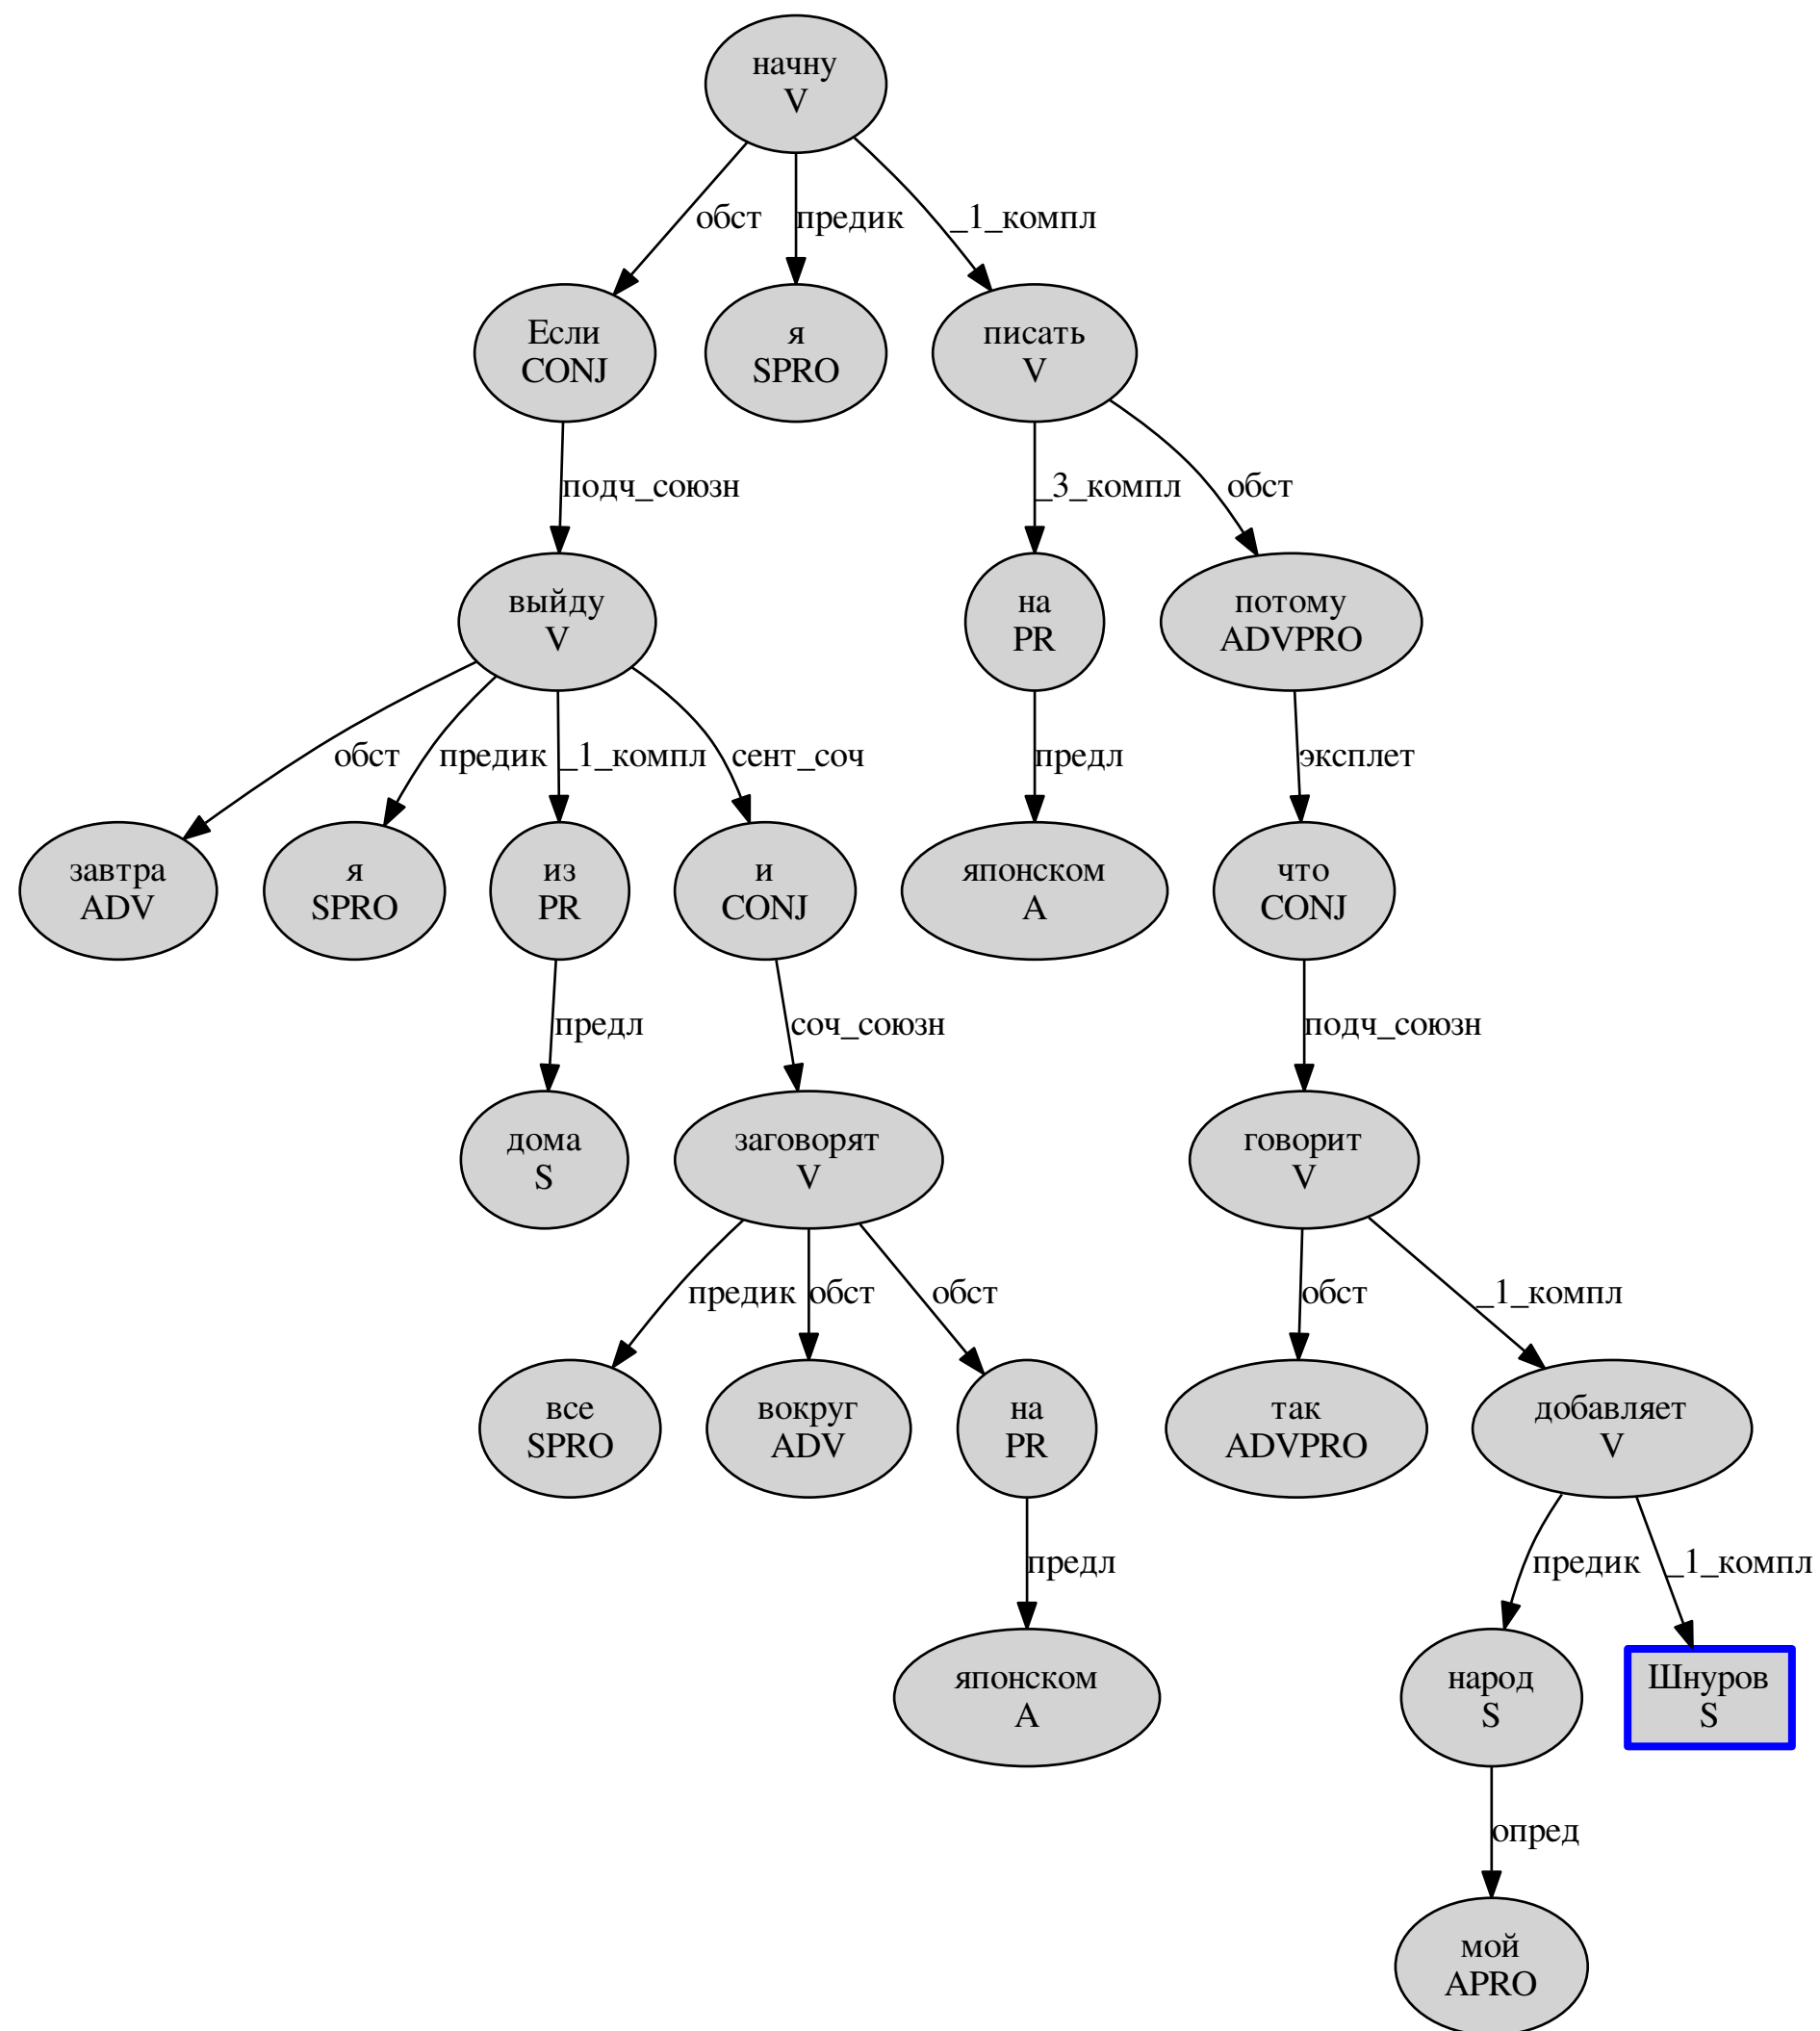 начну
V
обст
предик
_1_компл
Если
CONJ
я
SPRO
писать
V
подч_союзн
_3_компл
обст
выйду
V
на
PR
потому
ADVPRO
обст
предик
_1_компл
сент_соч
предл
эксплет
завтра
ADV
я
SPRO
из
PR
и
CONJ
японском
A
что
CONJ
предл
соч_союзн
подч_союзн
дома
S
заговорят
V
говорит
V
предик
обст
обст
обст
_1_компл
все
SPRO
вокруг
ADV
на
PR
так
ADVPRO
добавляет
V
предл
предик
_1_компл
японском
A
народ
S
Шнуров
S
опред
мой
APRO